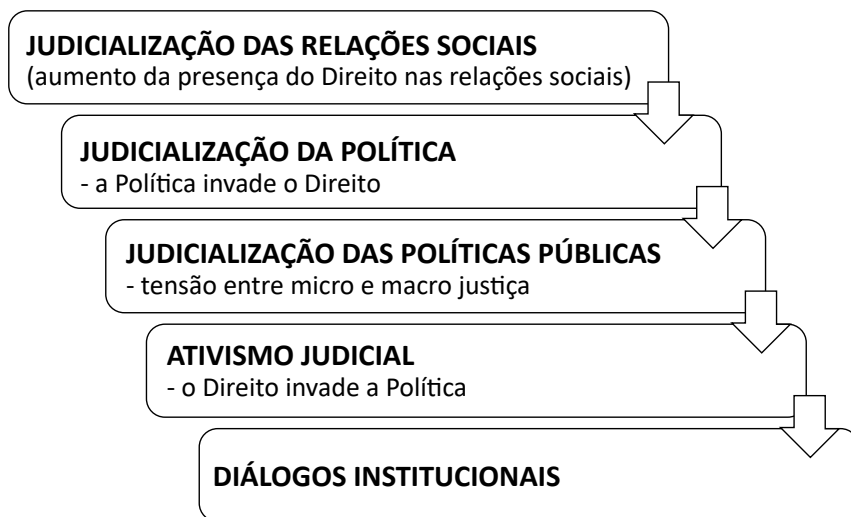 JUDICIALIZAÇÃO DAS RELAÇÕES SOCIAIS
(aumento da presença do Direito nas relações sociais)
JUDICIALIZAÇÃO DA POLÍTICA
- a Política invade o Direito
JUDICIALIZAÇÃO DAS POLÍTICAS PÚBLICAS
- tensão entre micro e macro justiça
ATIVISMO JUDICIAL
- o Direito invade a Política
DIÁLOGOS INSTITUCIONAIS